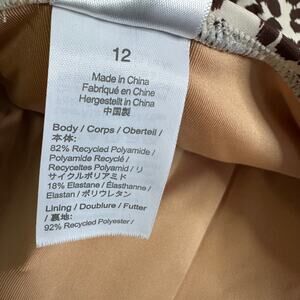 12
Made in China
Fabriqué en Chine
Hergestellt in China
中国製
Body / Corps / Oberteil /
本体:
82% Recycled Polyamide /
Polyamide Recyclé /
Recyceltes Polyamid / リ
サイクルポリアミド
18% Elastane / Élasthanne /
Elastan / ポリウレタン
Lining / Doublure / Futter
/ 裏地:
92% Recycled Polyester /